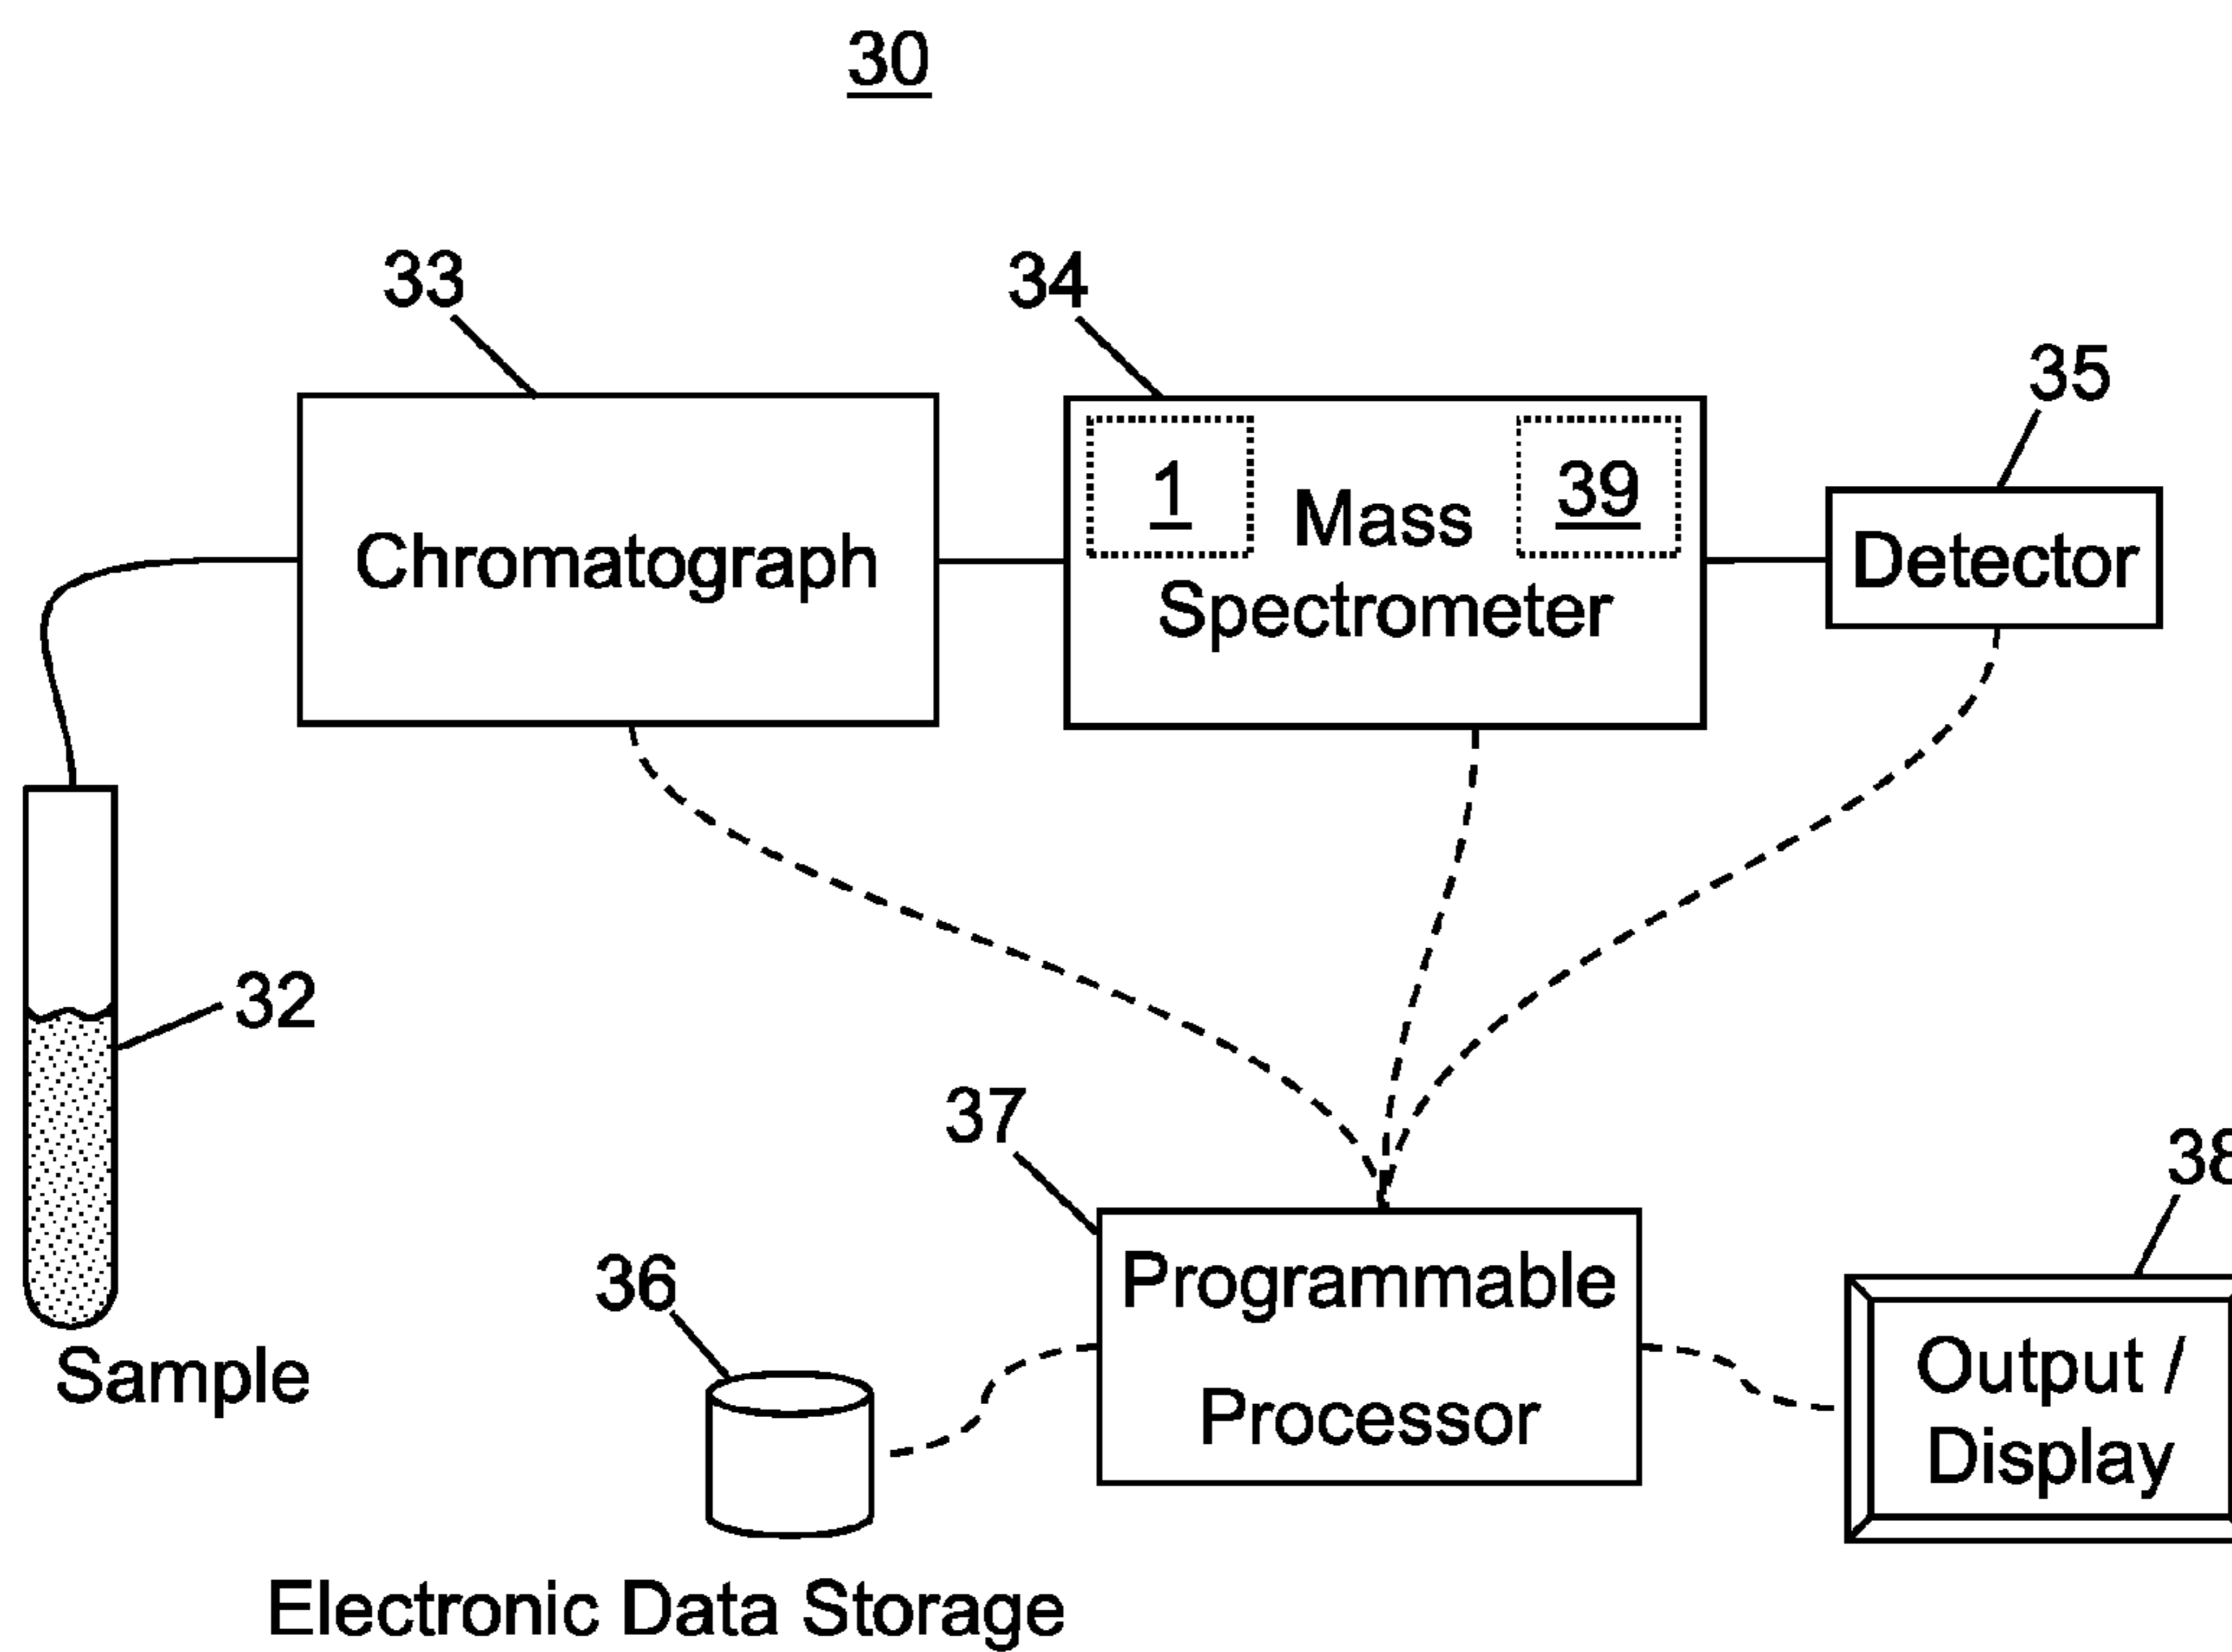 30
33
34
35
1
39
Mass
Chromatograph
Detector
Spectrometer
32
37
38
36
Programmable
Sample
Output /
Processor
Display
Electronic Data Storage